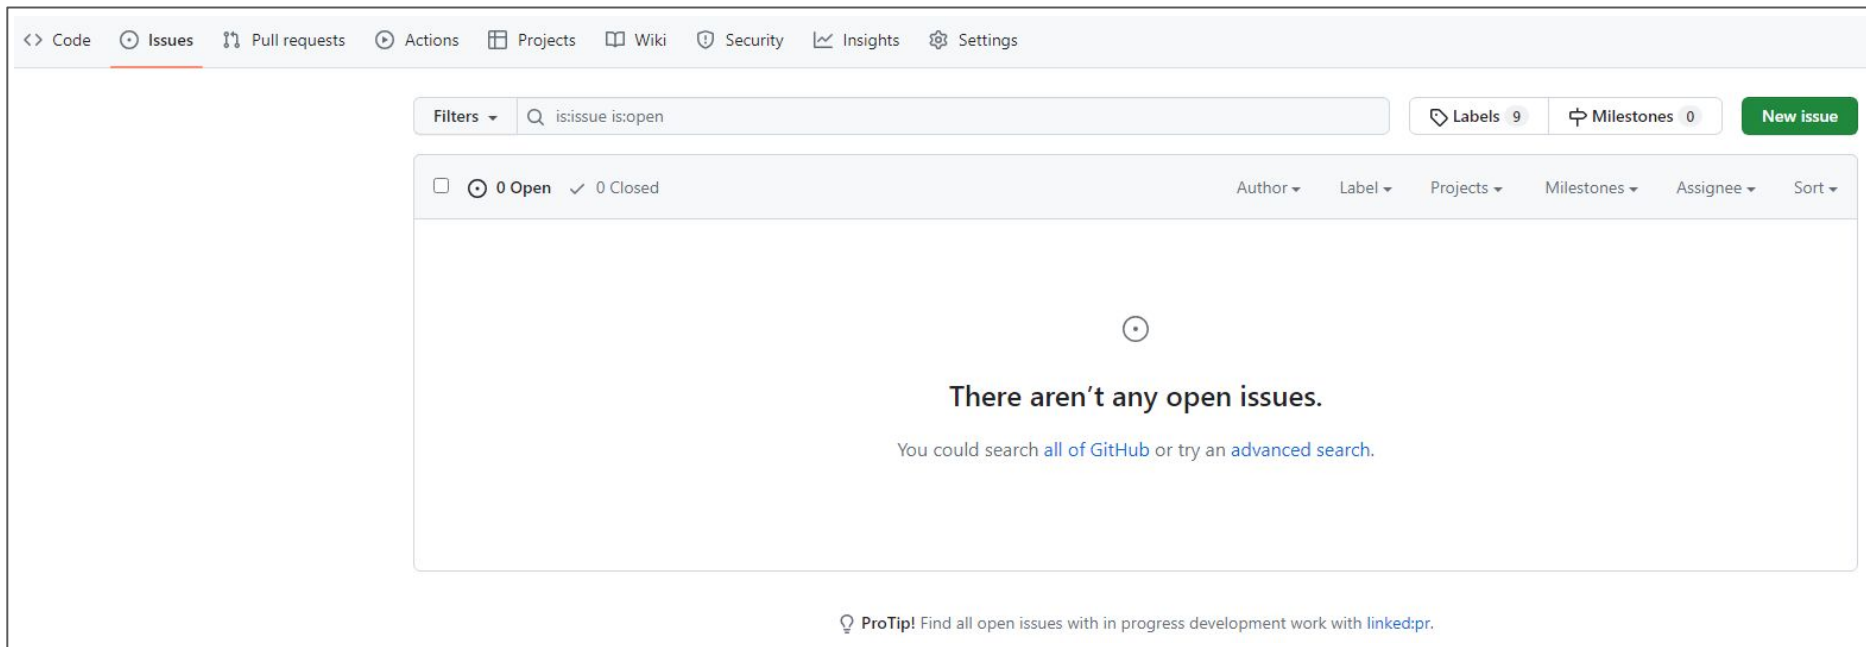 Code Issues Pull requests Actions Projects Wiki Security Insights Settings
Filters is:issue is:open Labels 9 Milestones 0 New issue
0 Open 0 Closed Author Label Projects Milestones Assignee Sort
There aren't any open issues.
You could search all of GitHub or try an advanced search.
ProTip! Find all open issues with in progress development work with linked:pr.